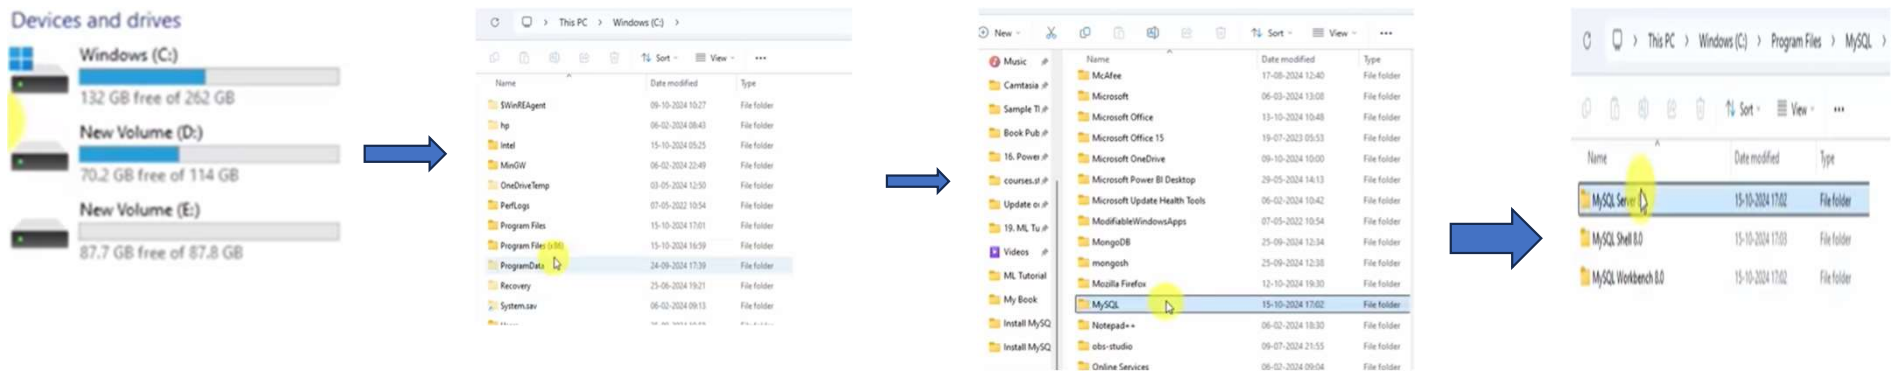 Devices and drives
Windows (C:)
132 GB free of 262 GB
New Volume (D:)
70.2 GB free of 114 GB
New Volume (E:)
87.7 GB free of 87.8 GB
This PC > Windows (C:) >
Sort View ...
Name Date modified Type
$WinREAgent 09-10-2024 10:27 File folder
hp 06-02-2024 08:43 File folder
Intel 15-10-2024 05:25 File folder
MinGW 06-02-2024 22:49 File folder
OneDriveTemp 03-05-2024 12:50 File folder
PerfLogs 07-05-2022 10:54 File folder
Program Files 15-10-2024 17:01 File folder
Program Files (x86) 15-10-2024 16:59 File folder
ProgramData 24-09-2024 17:39 File folder
Recovery 25-06-2024 19:21 File folder
System.sav 06-02-2024 09:13 File folder
New Sort View ...
Music
Camtasia
Sample Tl
Book Pub
16. Power
courses.st
Update or
19. ML Tu
Videos
ML Tutorial
My Book
Install MySQ
Install MySQ
Name Date modified Type
McAfee 17-08-2024 12:40 File folder
Microsoft 06-03-2024 13:08 File folder
Microsoft Office 13-10-2024 10:48 File folder
Microsoft Office 15 19-07-2023 05:53 File folder
Microsoft OneDrive 09-10-2024 10:00 File folder
Microsoft Power BI Desktop 29-05-2024 14:13 File folder
Microsoft Update Health Tools 06-02-2024 10:42 File folder
ModifiableWindowsApps 07-05-2022 10:54 File folder
MongoDB 25-09-2024 12:34 File folder
mongosh 25-09-2024 12:38 File folder
Mozilla Firefox 12-10-2024 19:30 File folder
MySQL 15-10-2024 17:02 File folder
Notepad++ 06-02-2024 18:30 File folder
obs-studio 09-07-2024 21:55 File folder
Online Services 06-02-2024 09:04 File folder
This PC > Windows (C:) > Program Files > MySQL >
Sort View ...
Name Date modified Type
MySQL Server 15-10-2024 17:02 File folder
MySQL Shell 8.0 15-10-2024 17:03 File folder
MySQL Workbench 8.0 15-10-2024 17:02 File folder